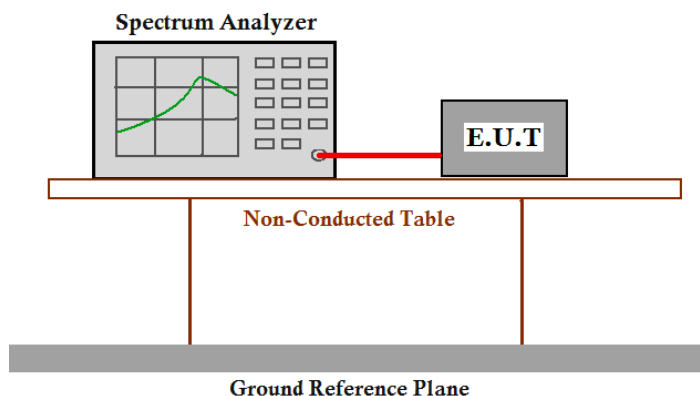 Spectrum Analyzer
E.U.T
Non-Conducted Table
Ground Reference Plane